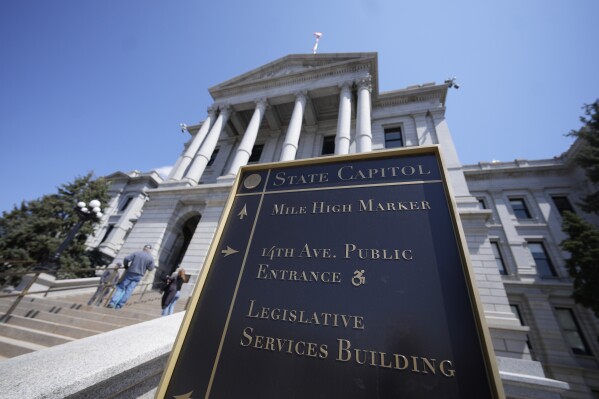 State Capitol
Mile High Marker
14th Ave. Public
Entrance
Legislative
Services Building